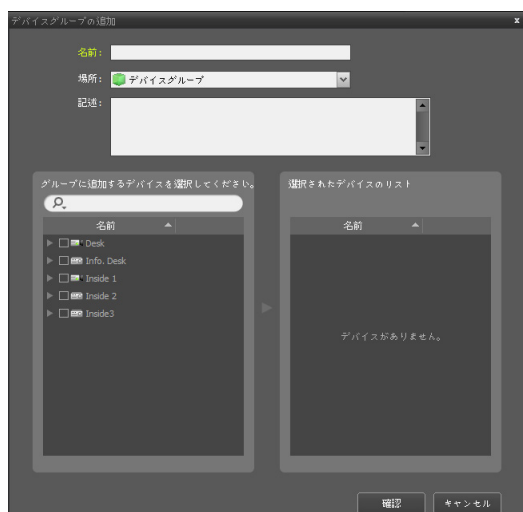 デバイスグループの追加
名前:
場所: デバイスグループ
記述:
グループに追加するデバイスを選択してください。
名前
Desk
Info. Desk
Inside 1
Inside 2
Inside3
選択されたデバイスのリスト
名前
デバイスがありません。
確認 キャンセル